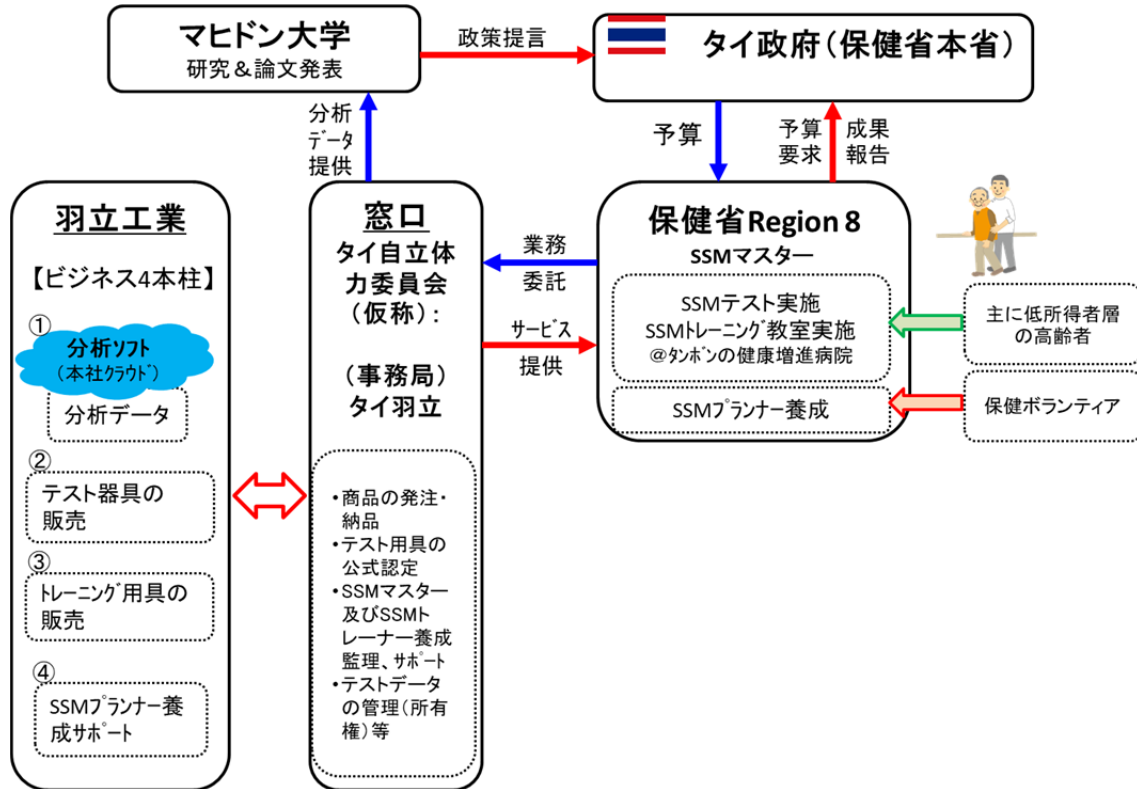 マヒドン大学
研究＆論文発表
政策提言
タイ政府（保健省本省）
分析
ﾃﾞｰﾀ
提供
予算
予算
要求
成果
報告
羽立工業
【ビジネス4本柱】
①
分析ソフト
（本社ｸﾗｳﾄﾞ）
分析データ
②
テスト器具の
販売
③
ﾄﾚｰﾆﾝｸﾞ用具の
販売
④
SSMﾌﾟﾗﾝﾅｰ養
成ｻﾎﾟｰﾄ
窓口
タイ自立体
力委員会
（仮称）：
（事務局）
タイ羽立
・商品の発注・
納品
・テスト用具の
公式認定
・SSMマスター
及びSSMﾄ
レーナー養成
監理、ｻﾎﾟｰﾄ
・テストデータ
の管理（所有
権）等
業務
委託
ｻｰﾋﾞｽ
提供
保健省Region 8
SSMマスター
SSMテスト実施
SSMﾄﾚｰﾆﾝｸﾞ教室実施
@ﾀﾝﾎﾞﾝの健康増進病院
SSMﾌﾟﾗﾝﾅｰ養成
主に低所得者層
の高齢者
保健ボランティア